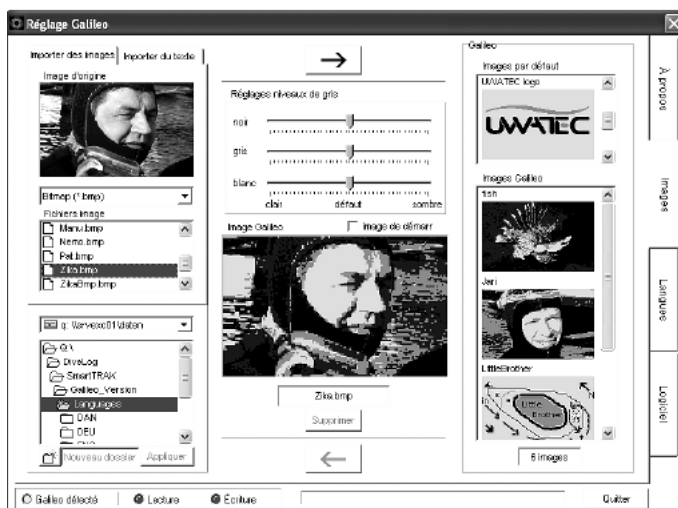 Réglage Galileo
Importer des images
Importer du texte
Image d'origine
Bitmap (*.bmp)
Fichiers image
Manu.bmp
Nemo.bmp
Pat.bmp
Zika.bmp
ZikaBmp.bmp
Q:\
DiveLog
SmartTRAK
Galileo_Version
Languages
DAN
DEU
Nouveau dossier
Appliquer
Réglages niveaux de gris
noir
gris
blanc
clair
défaut
sombre
Image Galileo
Image de démarr
Zika.bmp
Supprimer
Galileo
Images par défaut
UWATEC logo
UWATEC
Images Galileo
fish
Jari
LittleBrother
Little
Brother
N
6 images
À propos
Images
Langues
Logiciel
Galileo détecté
Lecture
Écriture
Quitter